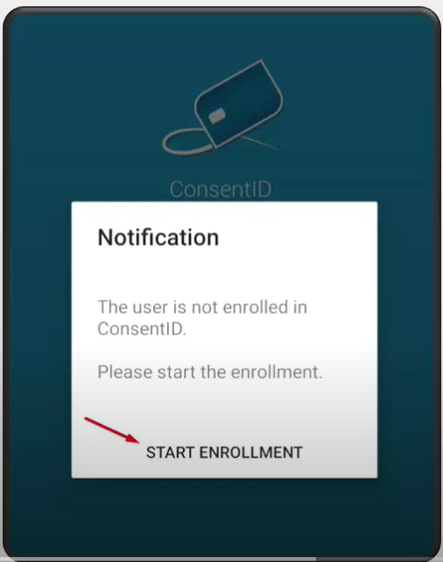 ConsentID
Notification
The user is not enrolled in
ConsentID.
Please start the enrollment.
START ENROLLMENT